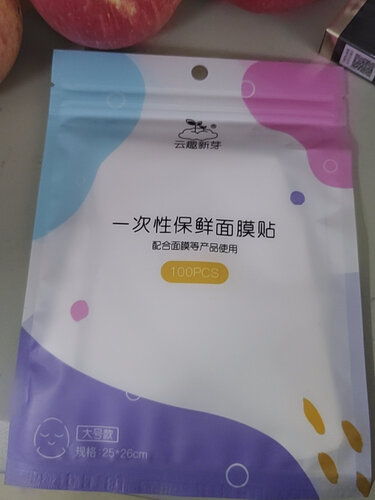 云趣新芽®
一次性保鲜面膜贴
配合面膜等产品使用
100PCS
大号款
规格:25*26cm